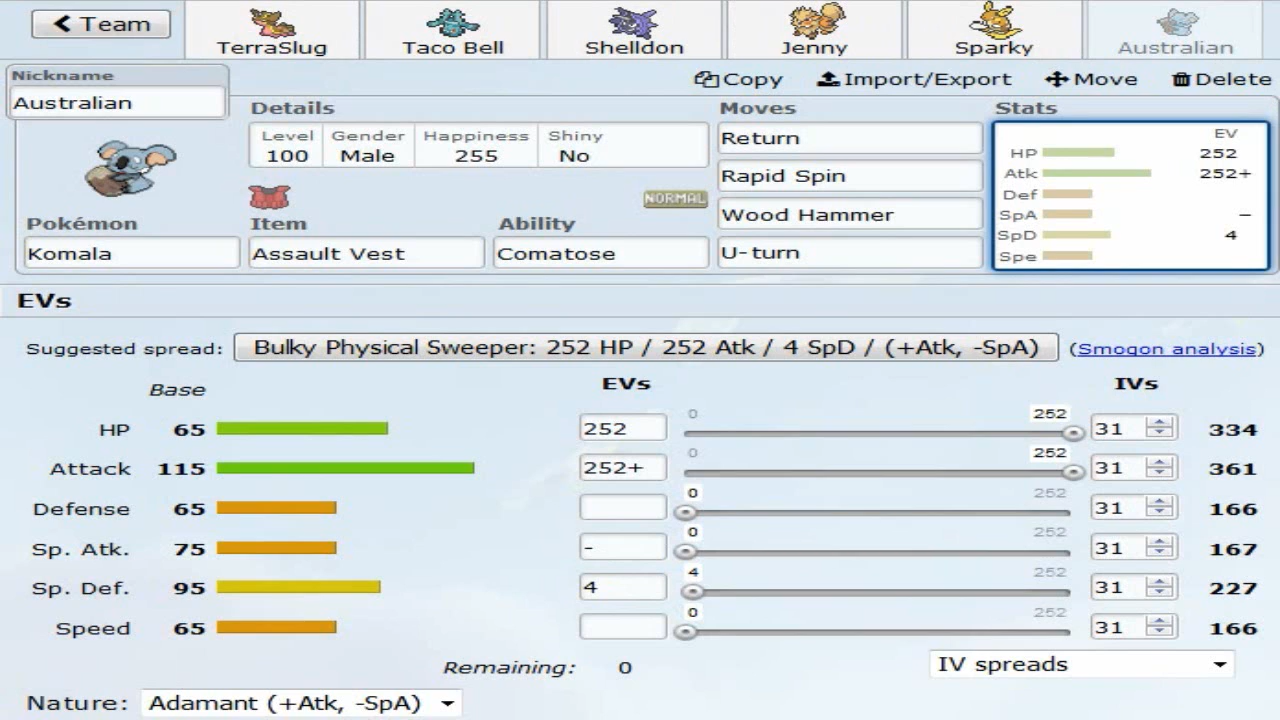 Team
TerraSlug
Taco Bell
Shelldon
Jenny
Sparky
Australian
Copy Import/Export Move Delete
Nickname
Australian
Details
Level Gender Happiness Shiny
100 Male 255 No
NORMAL
Pokémon
Komala
Item
Assault Vest
Ability
Comatose
Moves
Return
Rapid Spin
Wood Hammer
U-turn
Stats
EV
HP 252
Atk 252+
Def
SpA –
SpD 4
Spe
EVs
Suggested spread: Bulky Physical Sweeper: 252 HP / 252 Atk / 4 SpD / (+Atk, -SpA) (Smogon analysis)
Base EVs IVs
HP 65 252 0 252 31 334
Attack 115 252+ 0 252 31 361
Defense 65 0 252 31 166
Sp. Atk. 75 - 0 252 31 167
Sp. Def. 95 4 4 252 31 227
Speed 65 0 252 31 166
Remaining: 0 IV spreads
Nature: Adamant (+Atk, -SpA)